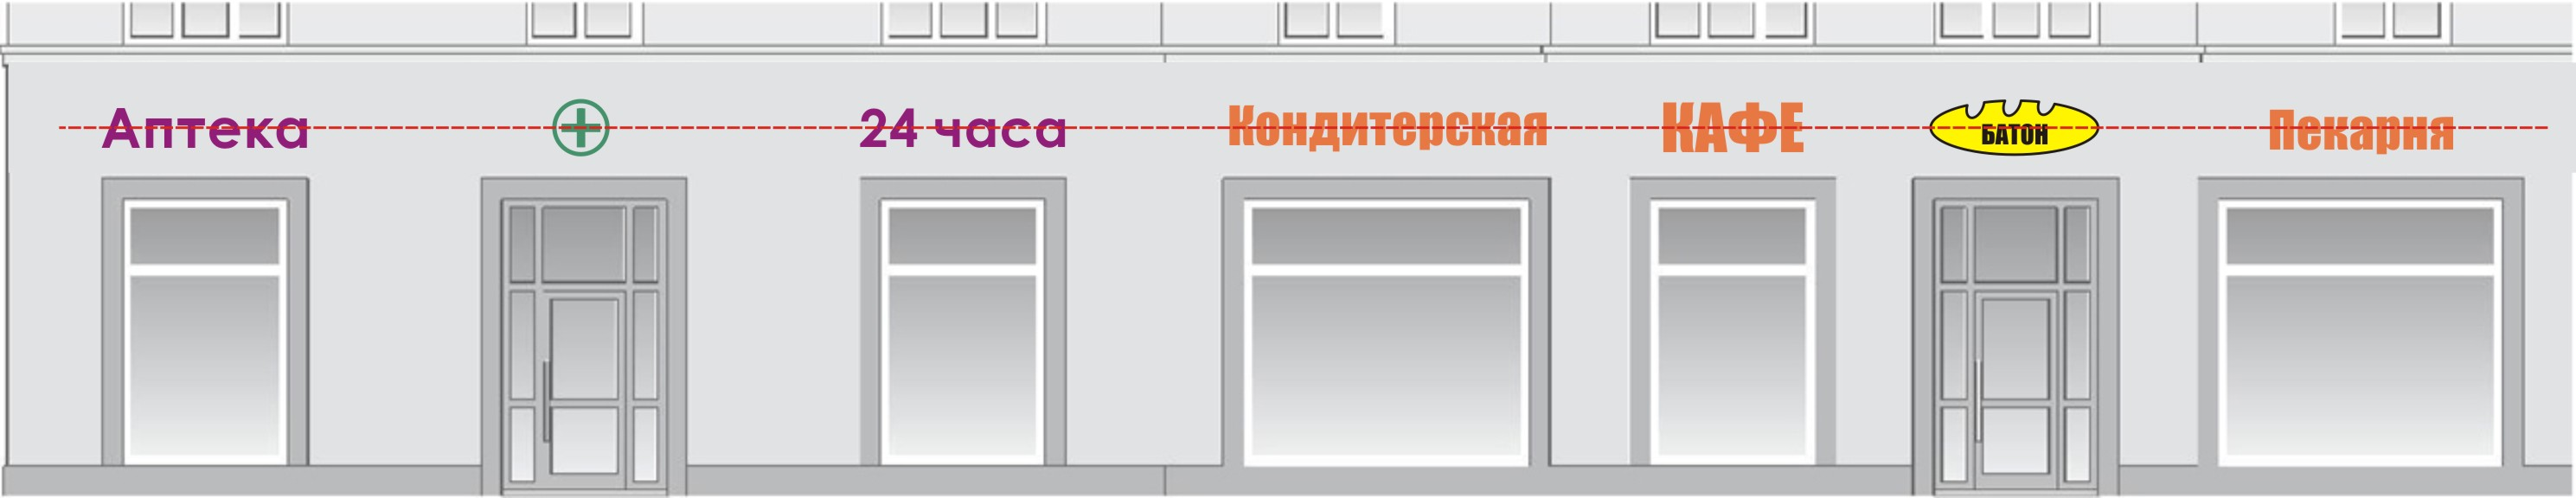 Аптека
24 часа
Кондитерская
КАФЕ
БАТОН
Пекарня